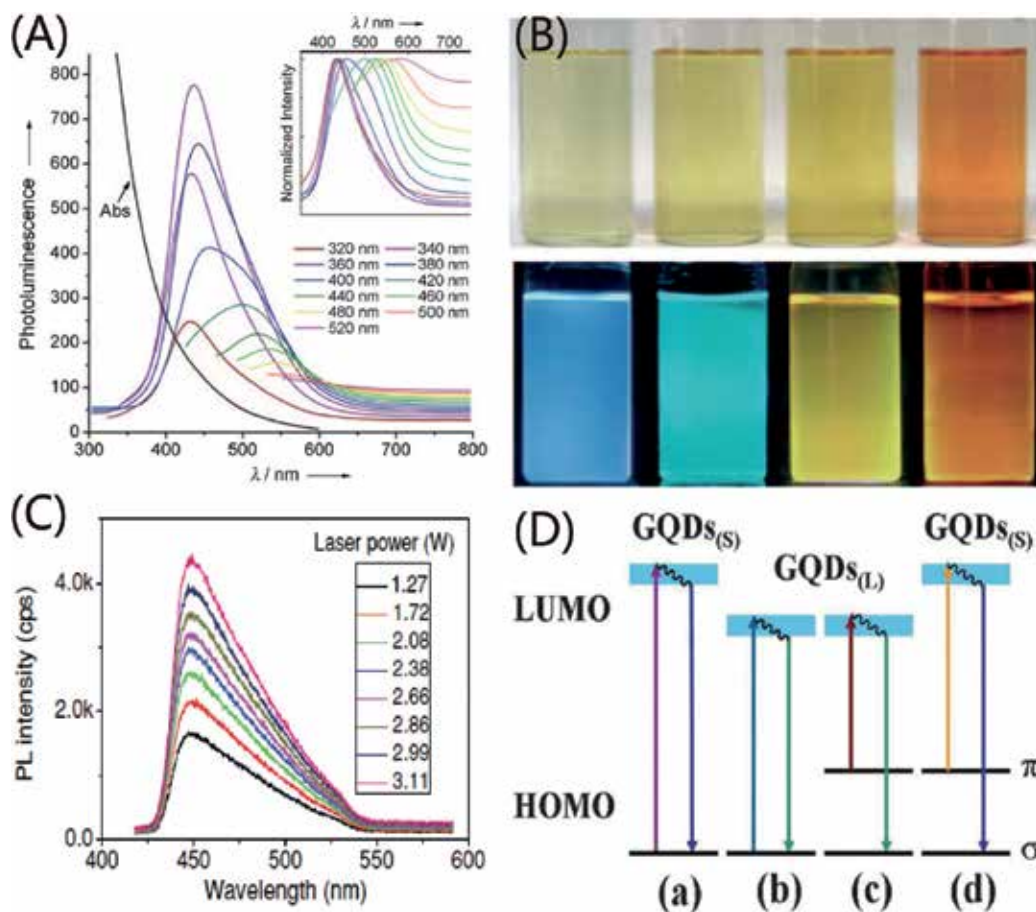 (A)
λ / nm
400 500 600 700
Normalized Intensity
800
700
600
500
400
300
200
100
0
Photoluminescence
Abs
320 nm 340 nm
360 nm 380 nm
400 nm 420 nm
440 nm 460 nm
480 nm 500 nm
520 nm
300 400 500 600 700 800
λ / nm
(B)
(C)
Laser power (W)
1.27
1.72
2.08
2.38
2.66
2.86
2.99
3.11
4.0k
2.0k
0.0
PL intensity (cps)
400 450 500 550 600
Wavelength (nm)
(D)
GQDs(S) GQDs(S)
GQDs(L)
LUMO
π
HOMO
(a) (b) (c) (d)